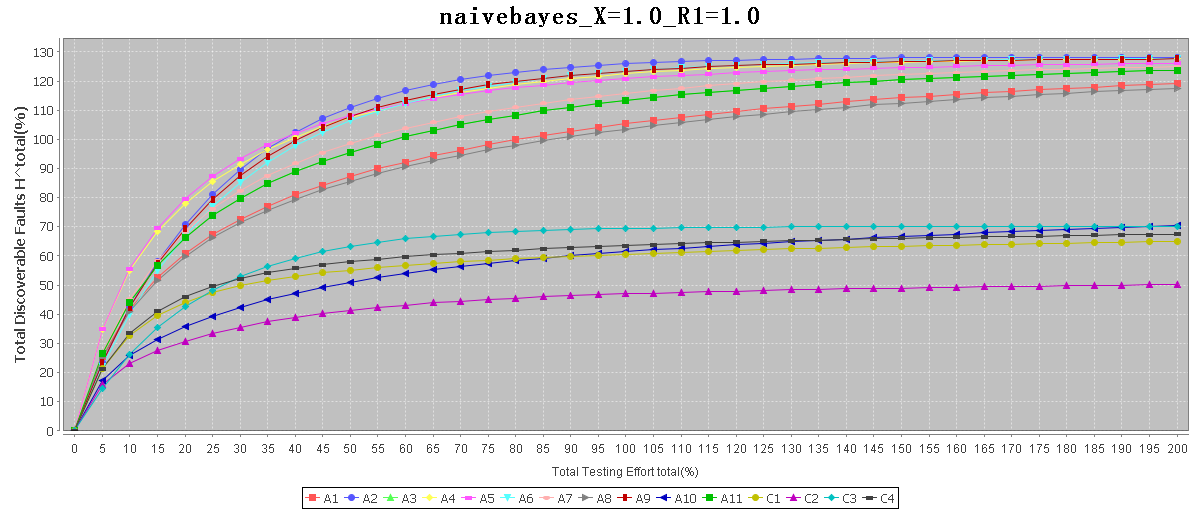 naivebayes_X=1.0_R1=1.0
Total Discoverable Faults H^total(%)
130
120
110
100
90
80
70
60
50
40
30
20
10
0
0 5 10 15 20 25 30 35 40 45 50 55 60 65 70 75 80 85 90 95 100 105 110 115 120 125 130 135 140 145 150 155 160 165 170 175 180 185 190 195 200
Total Testing Effort total(%)
A1 A2 A3 A4 A5 A6 A7 A8 A9 A10 A11 C1 C2 C3 C4